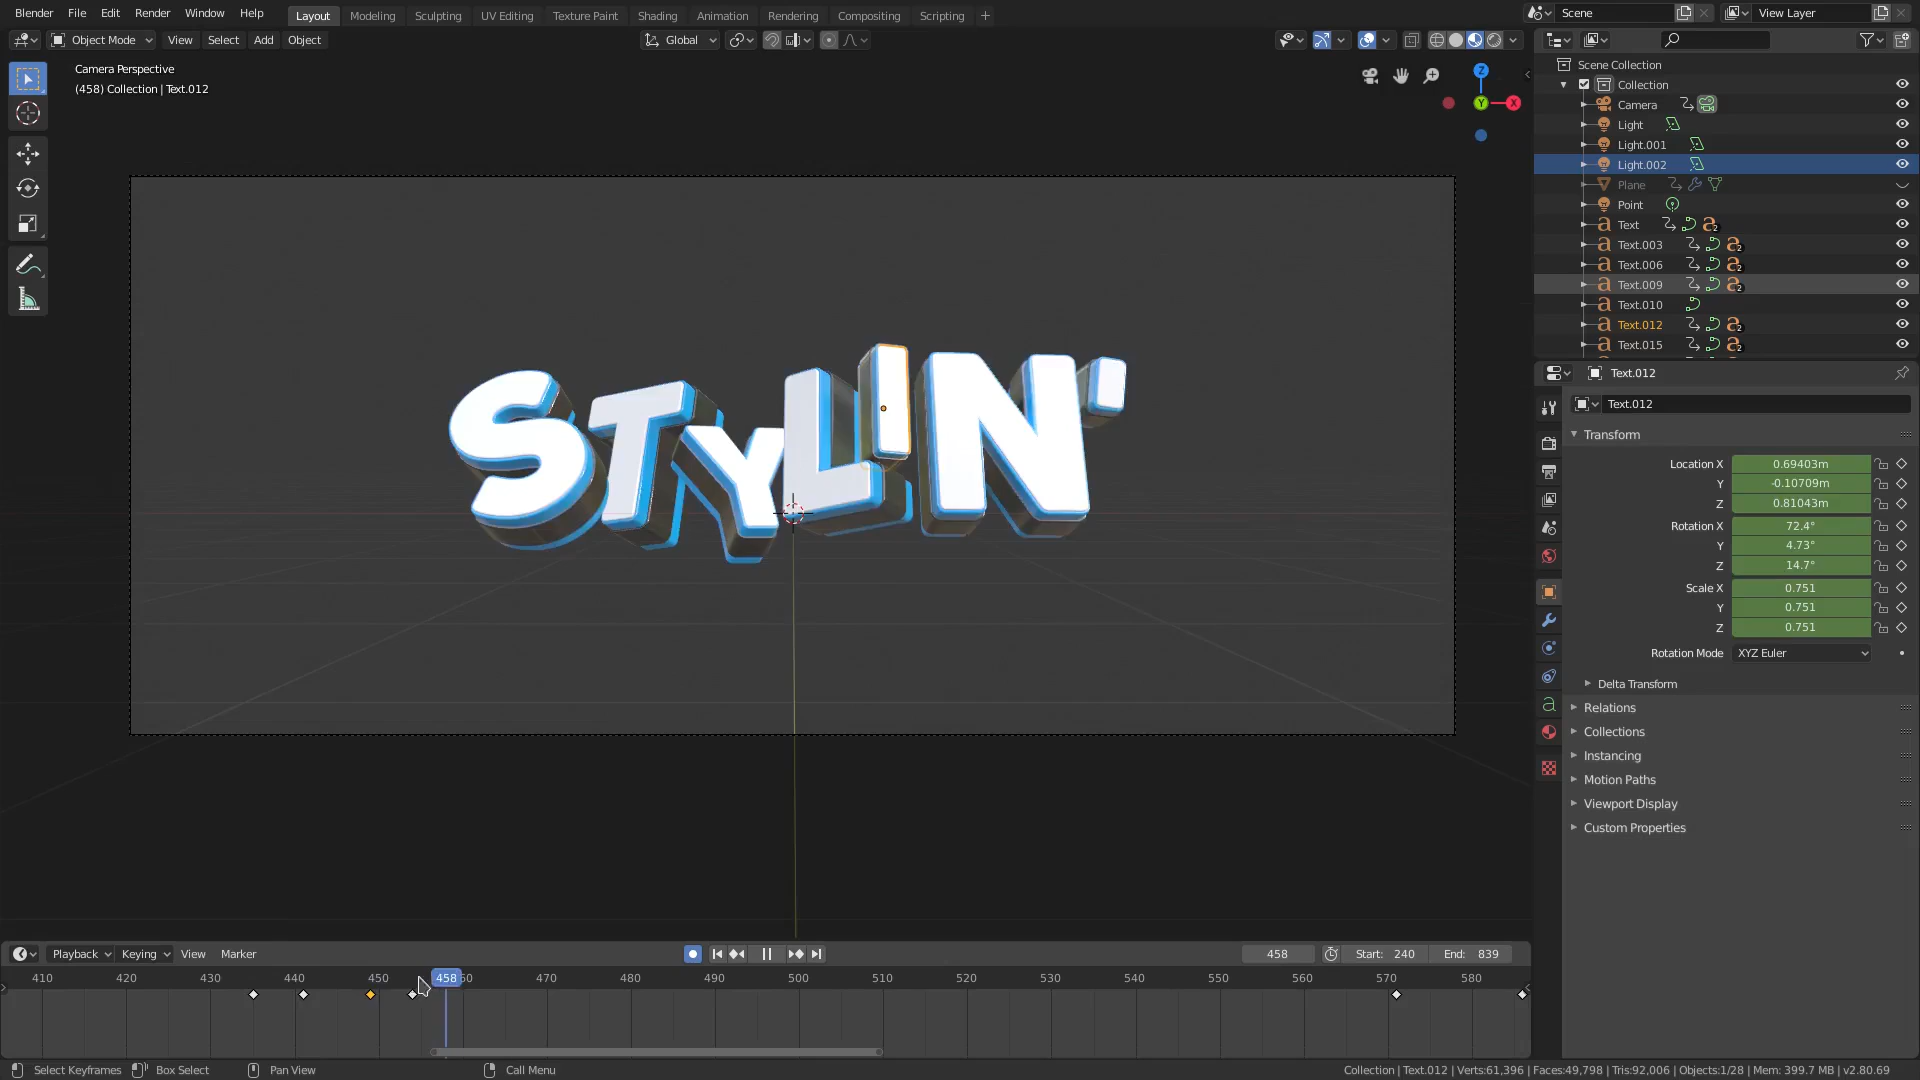 Blender File Edit Render Window Help Layout Modeling Sculpting UV Editing Texture Paint Shading Animation Rendering Compositing Scripting + Scene View Layer
Object Mode View Select Add Object Global
Camera Perspective
(458) Collection | Text.012
Z
Y
X
STYLIN'
Scene Collection
Collection
Camera
Light
Light.001
Light.002
Plane
Point
Text
Text.003
Text.006
Text.009
Text.010
Text.012
Text.015
Text.012
Text.012
Transform
Location X 0.69403m
Y -0.10709m
Z 0.81043m
Rotation X 72.4°
Y 4.73°
Z 14.7°
Scale X 0.751
Y 0.751
Z 0.751
Rotation Mode XYZ Euler
Delta Transform
Relations
Collections
Instancing
Motion Paths
Viewport Display
Custom Properties
Playback Keying View Marker 458 Start: 240 End: 839
410 420 430 440 450 458 470 480 490 500 510 520 530 540 550 560 570 580
Select Keyframes Box Select Pan View Call Menu Collection | Text.012 | Verts:61,396 | Faces:49,798 | Tris:92,006 | Objects:1/28 | Mem: 399.7 MB | v2.80.69